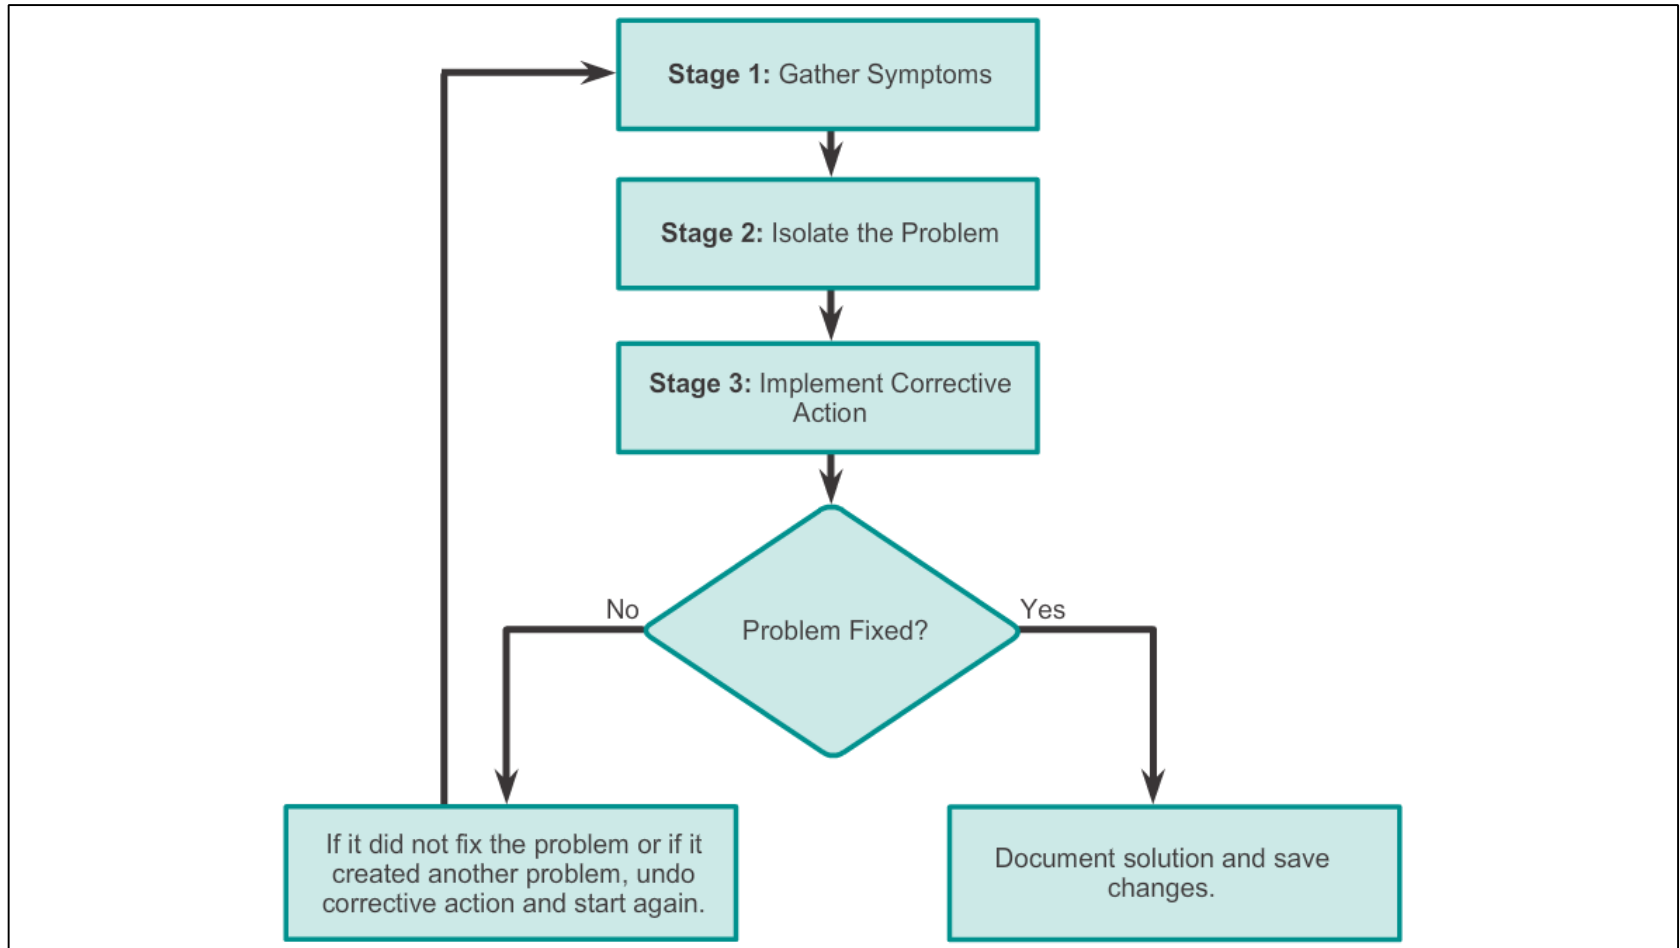 Stage 1: Gather Symptoms
Stage 2: Isolate the Problem
Stage 3: Implement Corrective
Action
No
Yes
Problem Fixed?
If it did not fix the problem or if it
created another problem, undo
corrective action and start again.
Document solution and save
changes.